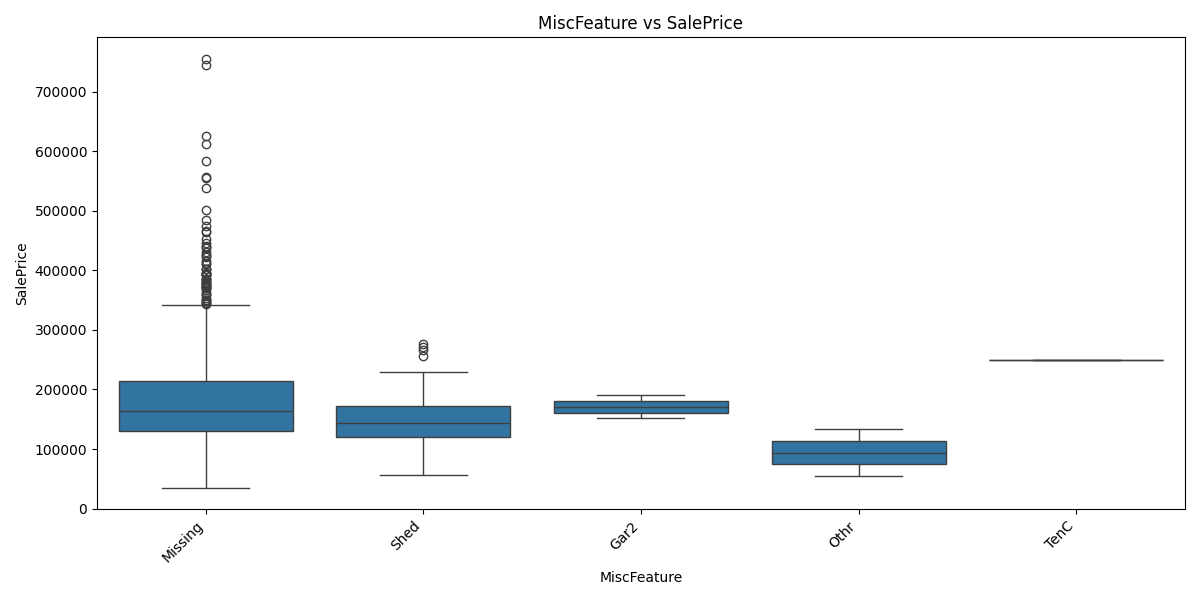 MiscFeature vs SalePrice
700000
600000
500000
400000
300000
200000
100000
0
SalePrice
Missing
Shed
Gar2
Othr
TenC
MiscFeature